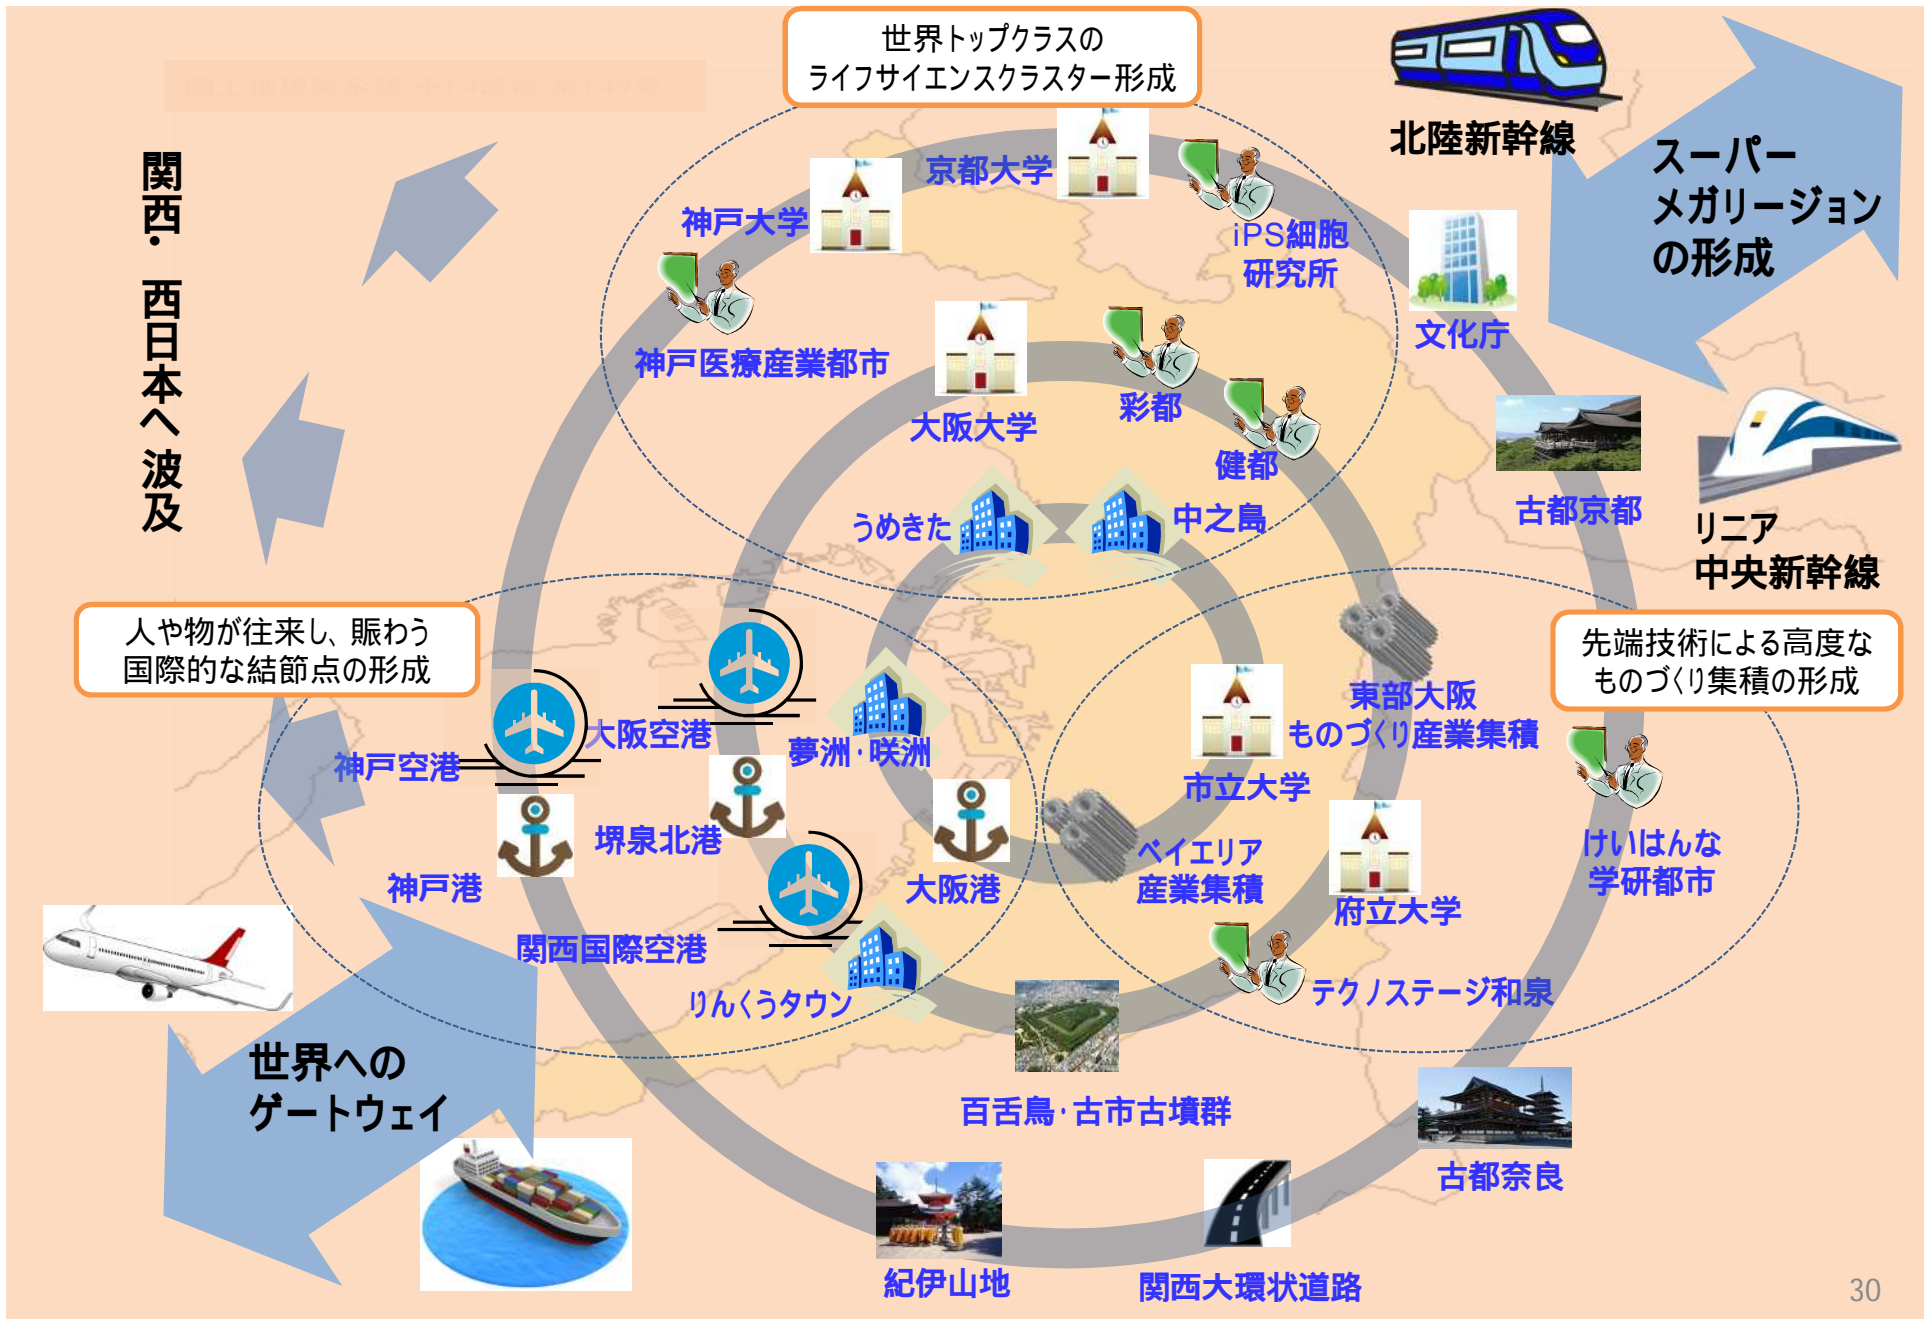 世界トップクラスの
ライフサイエンスクラスター形成
北陸新幹線
スーパー
メガリージョン
の形成
関西・西日本へ波及
京都大学
神戸大学
iPS細胞
研究所
文化庁
神戸医療産業都市
大阪大学
彩都
健都
古都京都
うめきた
中之島
リニア
中央新幹線
人や物が往来し、賑わう
国際的な結節点の形成
先端技術による高度な
ものづくり集積の形成
東部大阪
ものづくり産業集積
大阪空港
夢洲・咲洲
神戸空港
市立大学
堺泉北港
神戸港
大阪港
ベイエリア
産業集積
府立大学
けいはんな
学研都市
関西国際空港
りんくうタウン
テクノステージ和泉
世界への
ゲートウェイ
百舌鳥・古市古墳群
古都奈良
紀伊山地
関西大環状道路
30